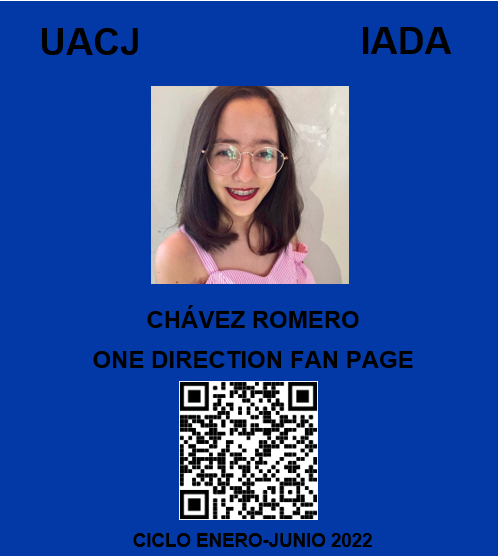 UACJ IADA
CHÁVEZ ROMERO
ONE DIRECTION FAN PAGE
CICLO ENERO-JUNIO 2022